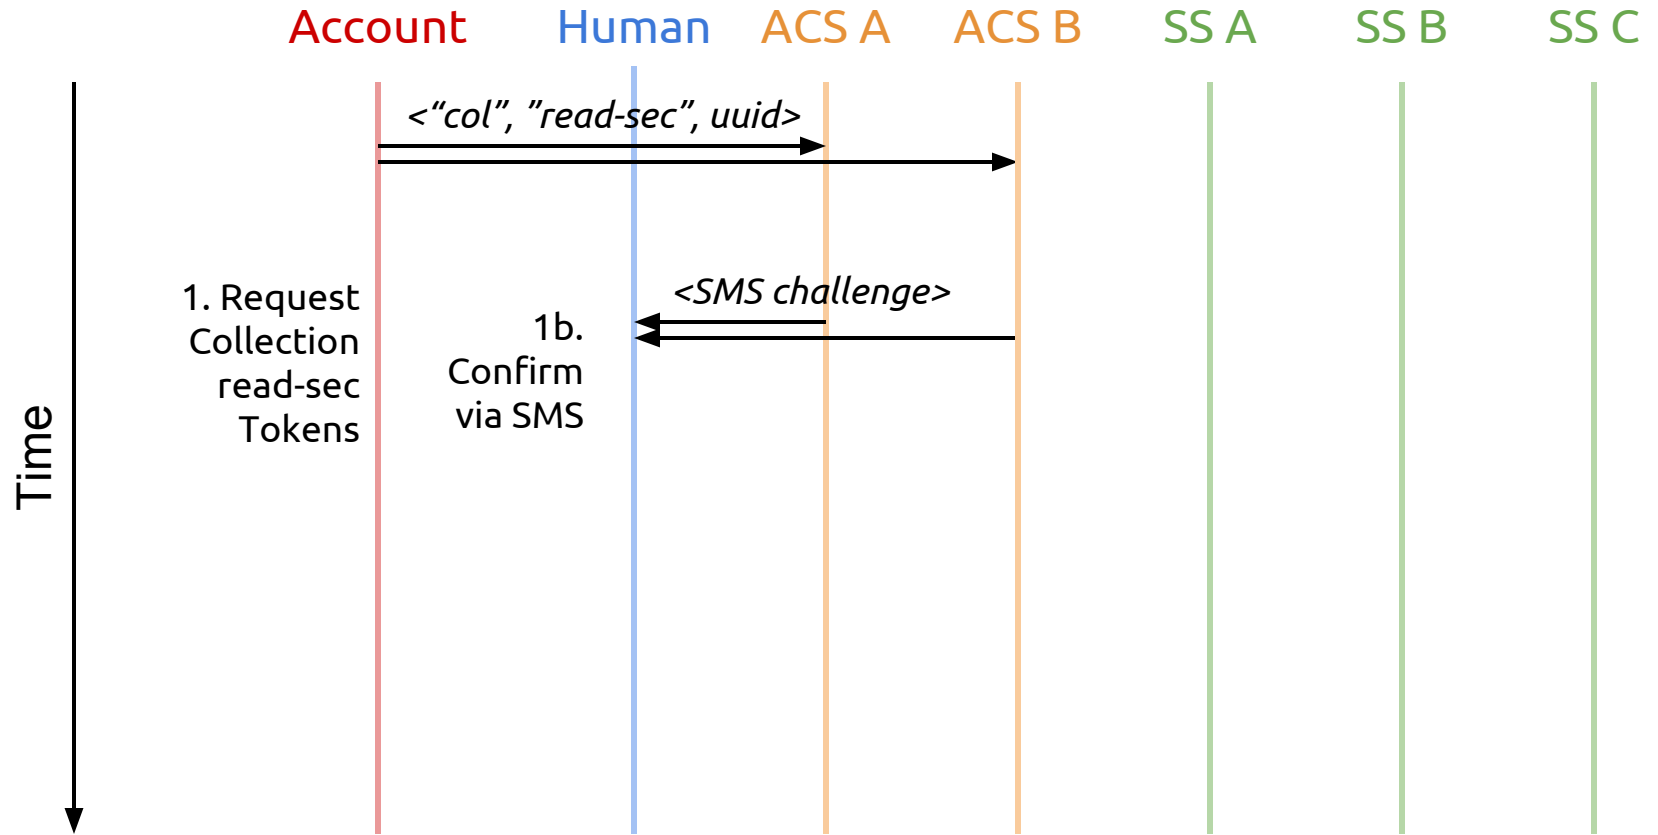 Account Human ACS A ACS B SS A SS B SS C
<“col”, ”read-sec”, uuid>
<SMS challenge>
1. Request
Collection
read-sec
Tokens
1b.
Confirm
via SMS
Time